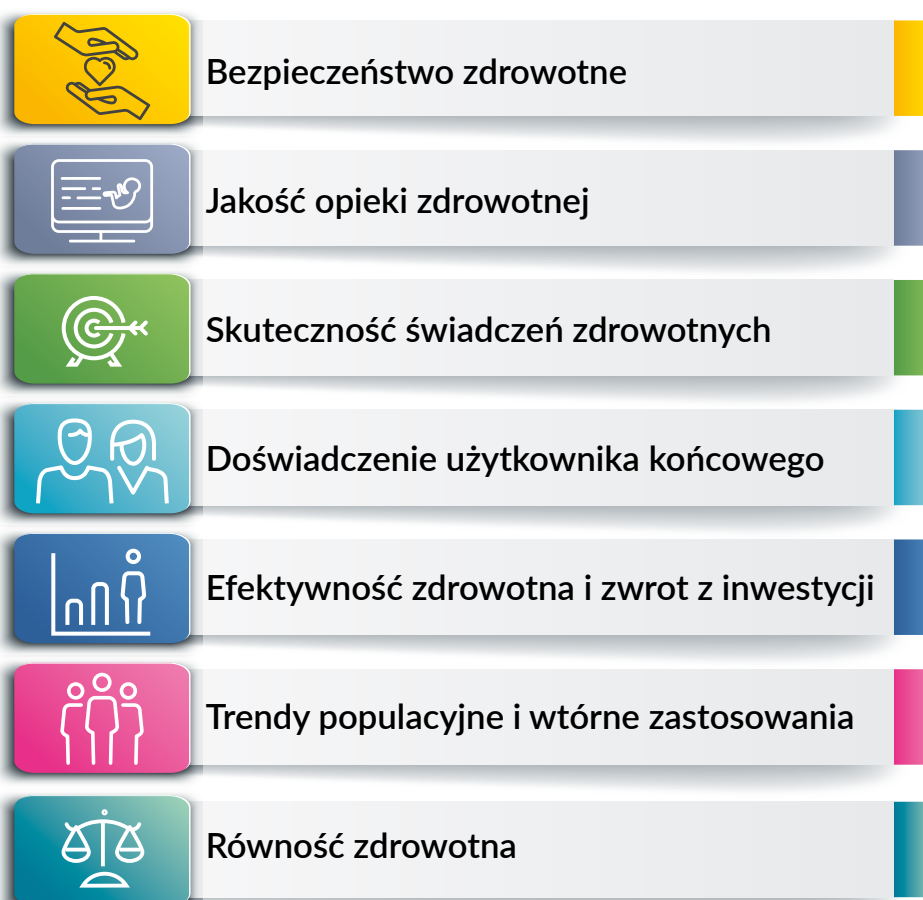 Bezpieczeństwo zdrowotne
Jakość opieki zdrowotnej
Skuteczność świadczeń zdrowotnych
Doświadczenie użytkownika końcowego
Efektywność zdrowotna i zwrot z inwestycji
Trendy populacyjne i wtórne zastosowania
Równość zdrowotna